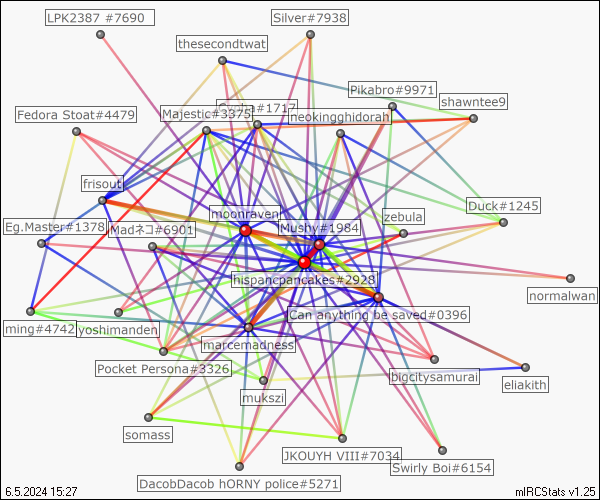 LPK2387 #7690
Silver#7938
thesecondtwat
Pikabro#9971
shawntee9
Fedora Stoat#4479
Majestic#3375
#1717
neokingghidorah
frisout
moonraven
Duck#1245
zebula
Eg.Master#1378
Madネコ#6901
Mushy#1984
hispancpancakes#2928
normalwan
ming#4742
yoshimanden
Can anything be saved#0396
marcemadness
Pocket Persona#3326
bigcitysamurai
eliakith
mukszi
somass
JKOUYH VIII#7034
Swirly Boi#6154
DacobDacob hORNY police#5271
6.5.2024 15:27
mIRCStats v1.25